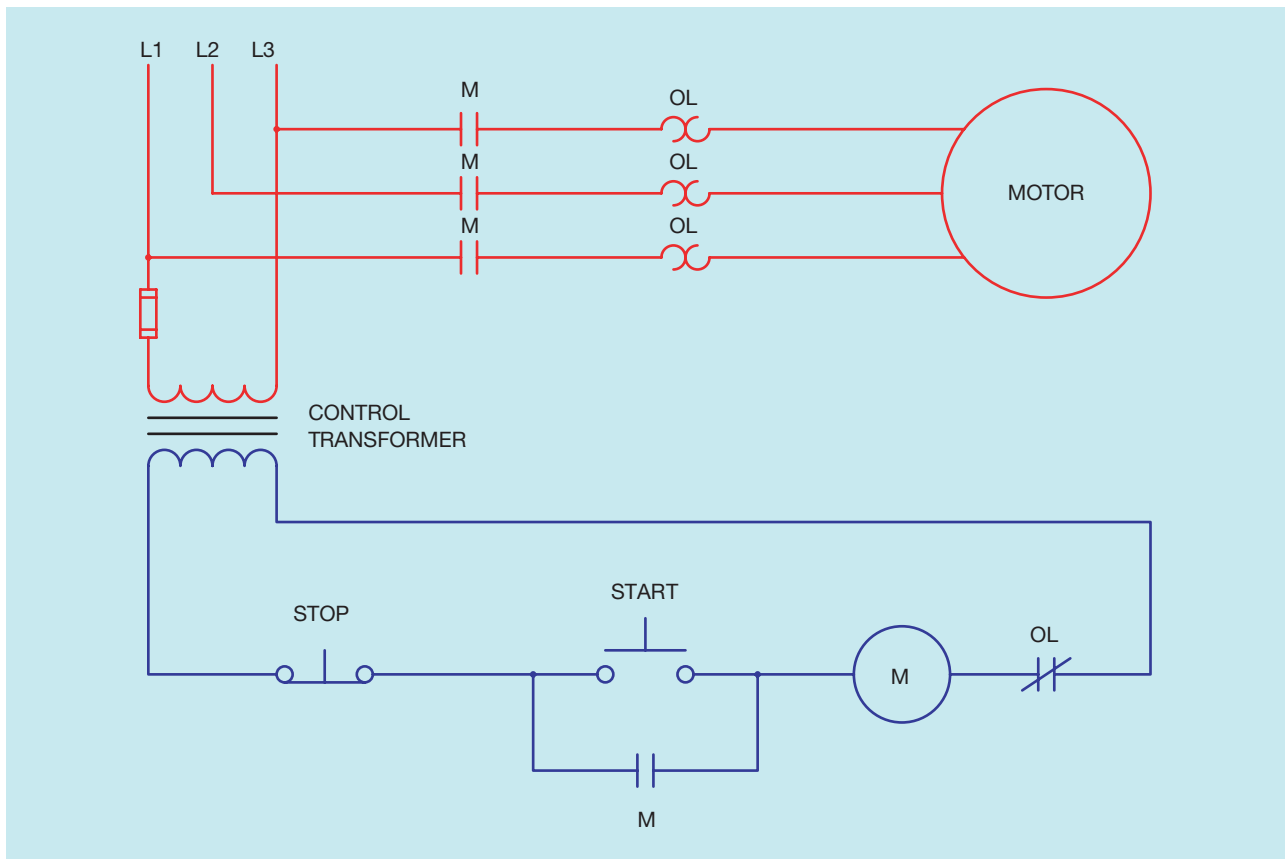 L1 L2 L3
M OL
M OL
MOTOR
M OL
CONTROL
TRANSFORMER
START
STOP
OL
M
M